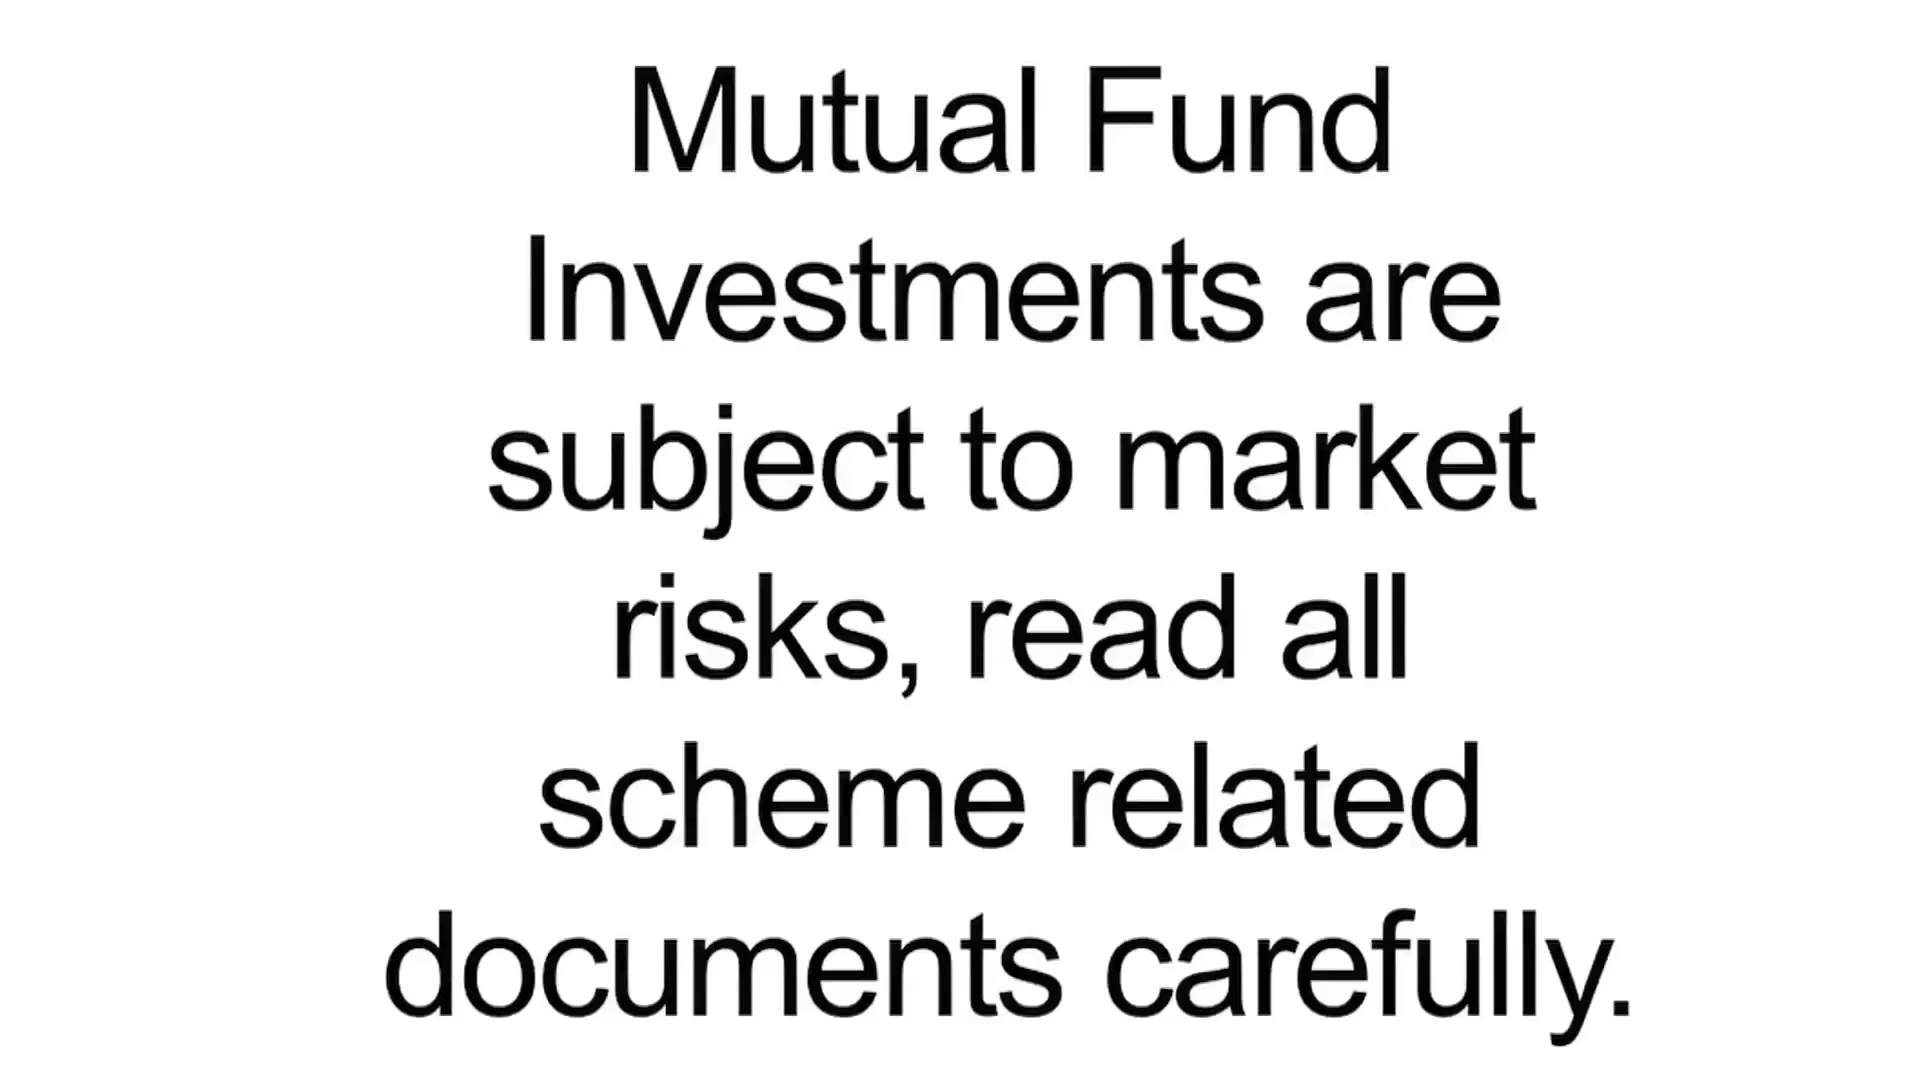 Mutual Fund
Investments are
subject to market
risks, read all
scheme related
documents carefully.